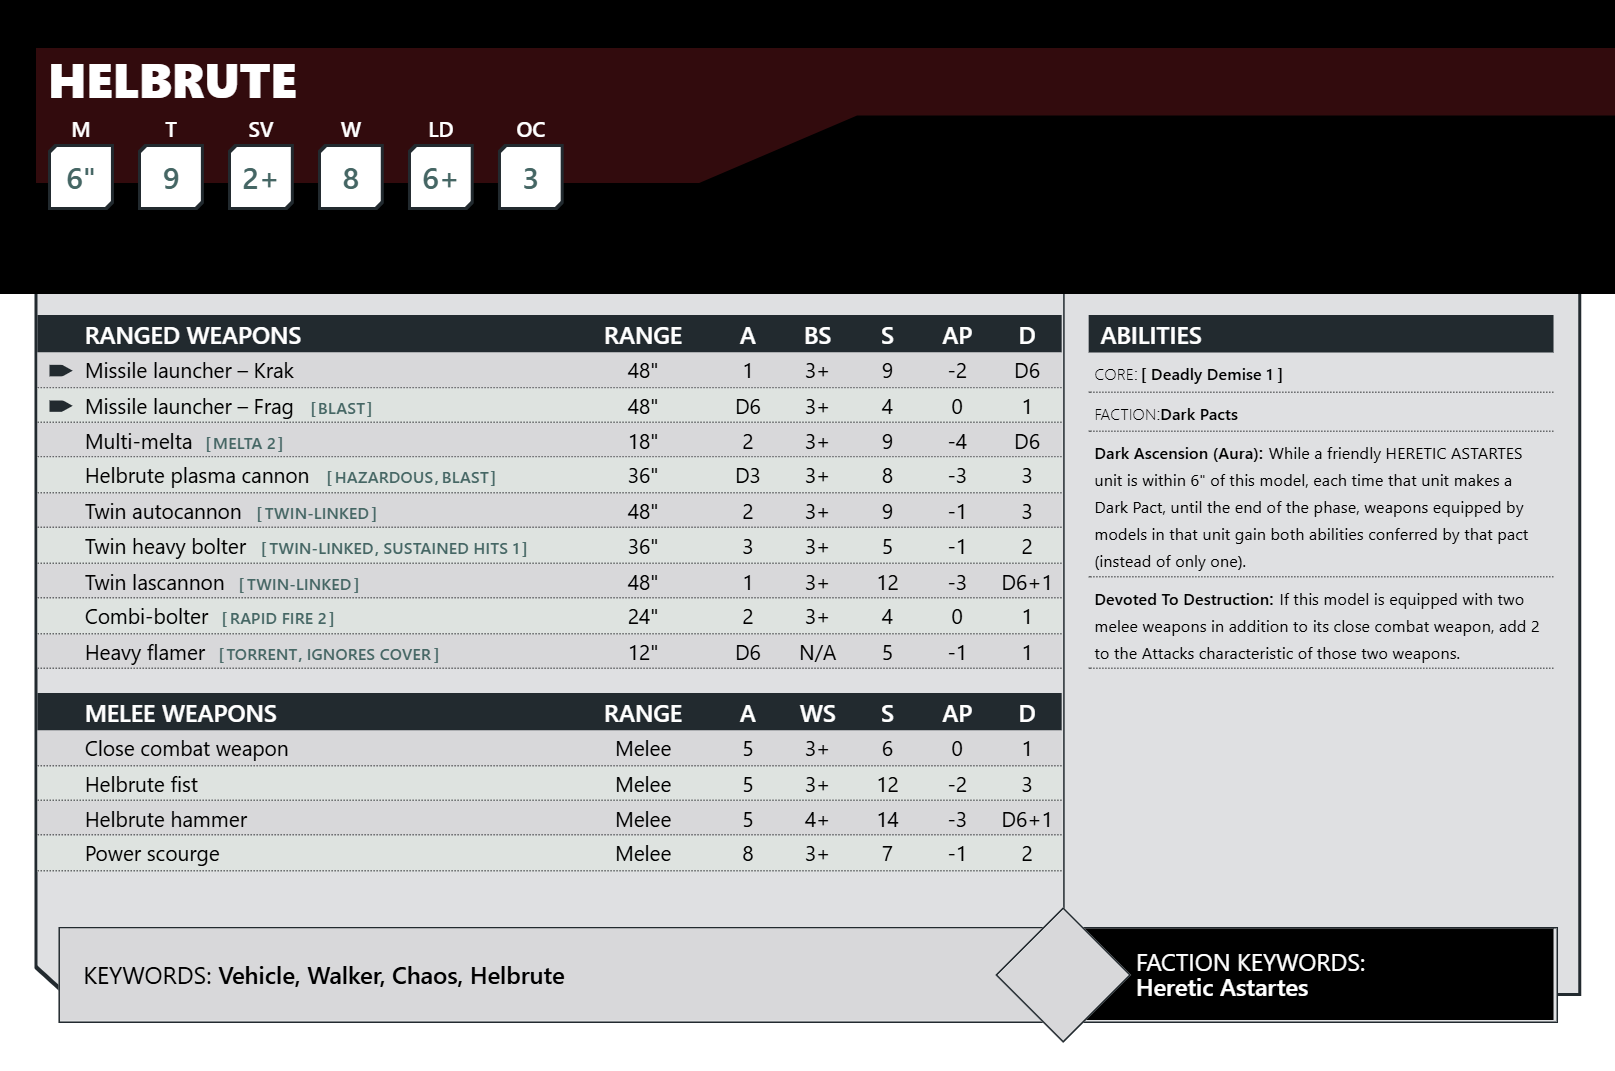 HELBRUTE
M T SV W LD OC
6" 9 2+ 8 6+ 3
RANGED WEAPONS RANGE A BS S AP D
Missile launcher – Krak 48" 1 3+ 9 -2 D6
Missile launcher – Frag [BLAST] 48" D6 3+ 4 0 1
Multi-melta [MELTA 2] 18" 2 3+ 9 -4 D6
Helbrute plasma cannon [HAZARDOUS, BLAST] 36" D3 3+ 8 -3 3
Twin autocannon [TWIN-LINKED] 48" 2 3+ 9 -1 3
Twin heavy bolter [TWIN-LINKED, SUSTAINED HITS 1] 36" 3 3+ 5 -1 2
Twin lascannon [TWIN-LINKED] 48" 1 3+ 12 -3 D6+1
Combi-bolter [RAPID FIRE 2] 24" 2 3+ 4 0 1
Heavy flamer [TORRENT, IGNORES COVER] 12" D6 N/A 5 -1 1
MELEE WEAPONS RANGE A WS S AP D
Close combat weapon Melee 5 3+ 6 0 1
Helbrute fist Melee 5 3+ 12 -2 3
Helbrute hammer Melee 5 4+ 14 -3 D6+1
Power scourge Melee 8 3+ 7 -1 2
ABILITIES
CORE: [ Deadly Demise 1 ]
FACTION:Dark Pacts
Dark Ascension (Aura): While a friendly HERETIC ASTARTES
unit is within 6" of this model, each time that unit makes a
Dark Pact, until the end of the phase, weapons equipped by
models in that unit gain both abilities conferred by that pact
(instead of only one).
Devoted To Destruction: If this model is equipped with two
melee weapons in addition to its close combat weapon, add 2
to the Attacks characteristic of those two weapons.
KEYWORDS: Vehicle, Walker, Chaos, Helbrute
FACTION KEYWORDS:
Heretic Astartes